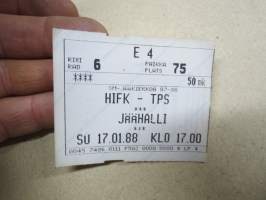 E 4
RIVI
RAD 6 PAIKKA
PLATS 75
**** 50 mk
SM-JÄÄKIEKKOA 87-88
HIFK - TPS
***
JÄÄHALLI
***
SU 17.01.88 KLO 17.00